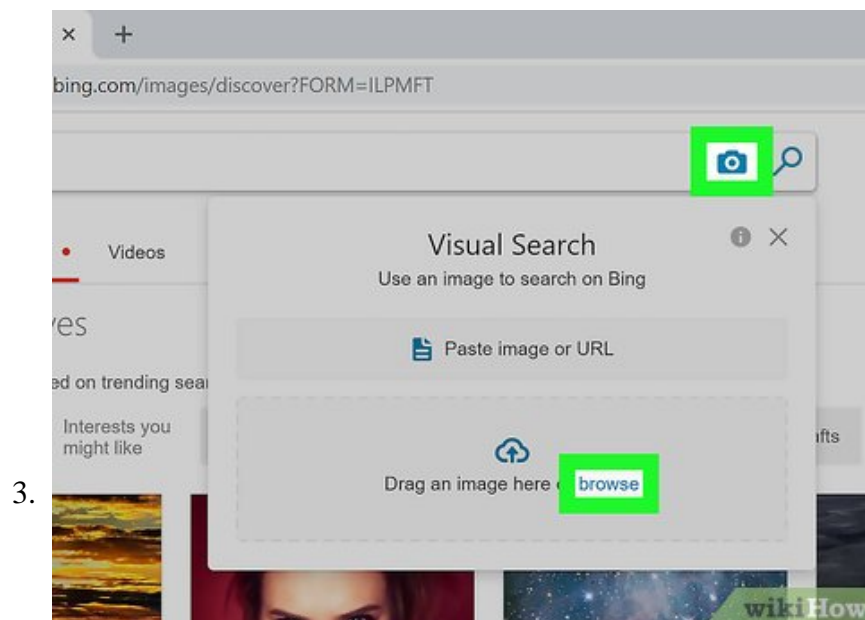 bing.com/images/discover?FORM=ILPMFT
Videos
Visual Search
Use an image to search on Bing
Paste image or URL
Interests you
might like
Drag an image here browse
3.
wikiHow